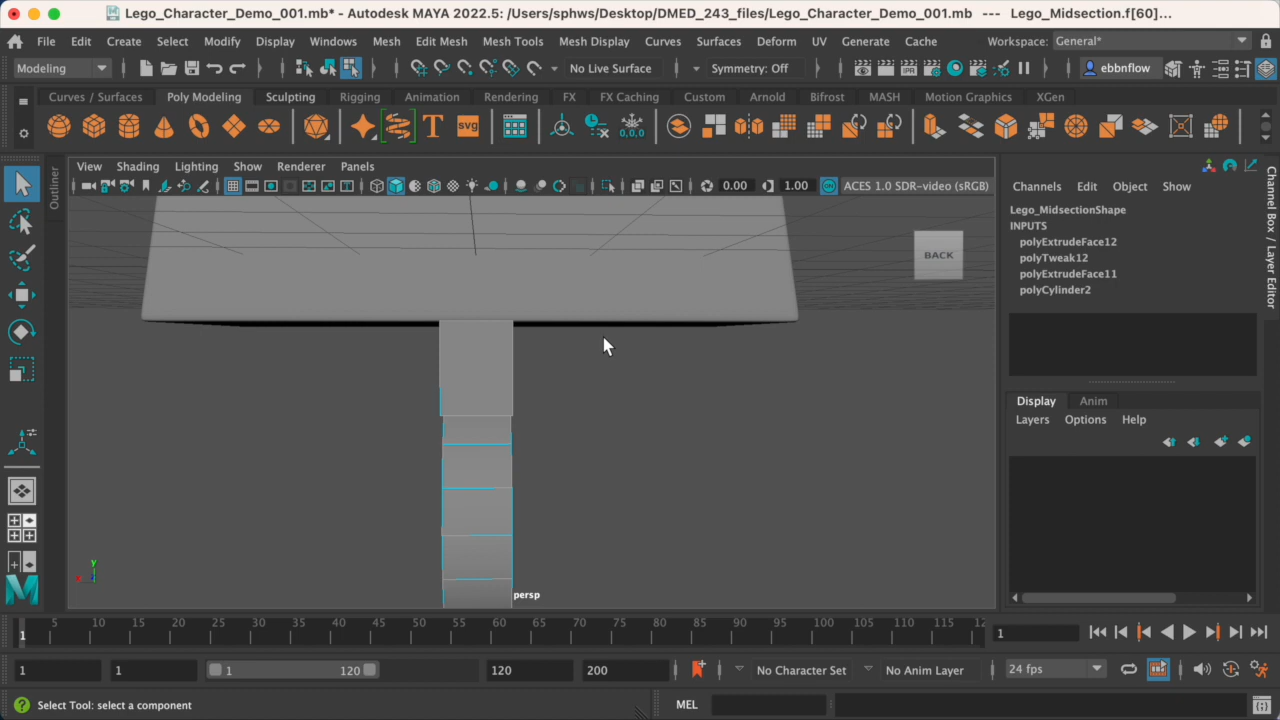 Lego_Character_Demo_001.mb* - Autodesk MAYA 2022.5: /Users/sphws/Desktop/DMED_243_files/Lego_Character_Demo_001.mb --- Lego_Midsection.f[60]...
File Edit Create Select Modify Display Windows Mesh Edit Mesh Mesh Tools Mesh Display Curves Surfaces Deform UV Generate Cache Workspace: General*
Modeling No Live Surface Symmetry: Off IPR ebbnflow
Curves / Surfaces Poly Modeling Sculpting Rigging Animation Rendering FX FX Caching Custom Arnold Bifrost MASH Motion Graphics XGen
T svg 0,0,0
View Shading Lighting Show Renderer Panels
0.00 1.00 ON ACES 1.0 SDR-video (sRGB)
Outliner
BACK
persp
y
x
z
Channels Edit Object Show
Lego_MidsectionShape
INPUTS
polyExtrudeFace12
polyTweak12
polyExtrudeFace11
polyCylinder2
Channel Box / Layer Editor
Display Anim
Layers Options Help
1 5 10 15 20 25 30 35 40 45 50 55 60 65 70 75 80 85 90 95 100 105 110 115 12
1
1 1 1 120 120 200 No Character Set No Anim Layer 24 fps
Select Tool: select a component MEL